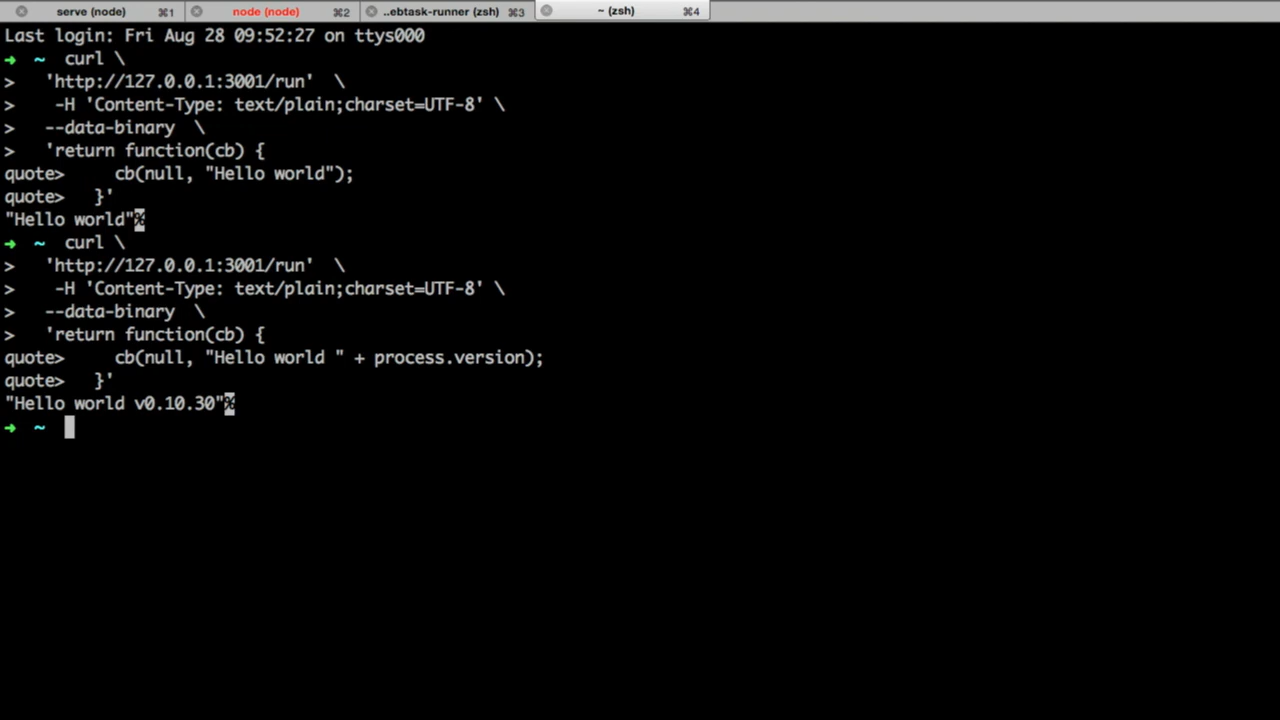 serve (node) ⌘1 node (node) ⌘2 ..ebtask-runner (zsh) ⌘3 ~ (zsh) ⌘4
Last login: Fri Aug 28 09:52:27 on ttys000
➜ ~ curl \
> 'http://127.0.0.1:3001/run' \
> -H 'Content-Type: text/plain;charset=UTF-8' \
> --data-binary \
> 'return function(cb) {
quote> cb(null, "Hello world");
quote> }'
"Hello world"%
➜ ~ curl \
> 'http://127.0.0.1:3001/run' \
> -H 'Content-Type: text/plain;charset=UTF-8' \
> --data-binary \
> 'return function(cb) {
quote> cb(null, "Hello world " + process.version);
quote> }'
"Hello world v0.10.30"%
➜ ~